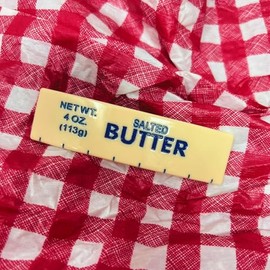 NET WT.
4 OZ.
(113g)
SALTED
BUTTER